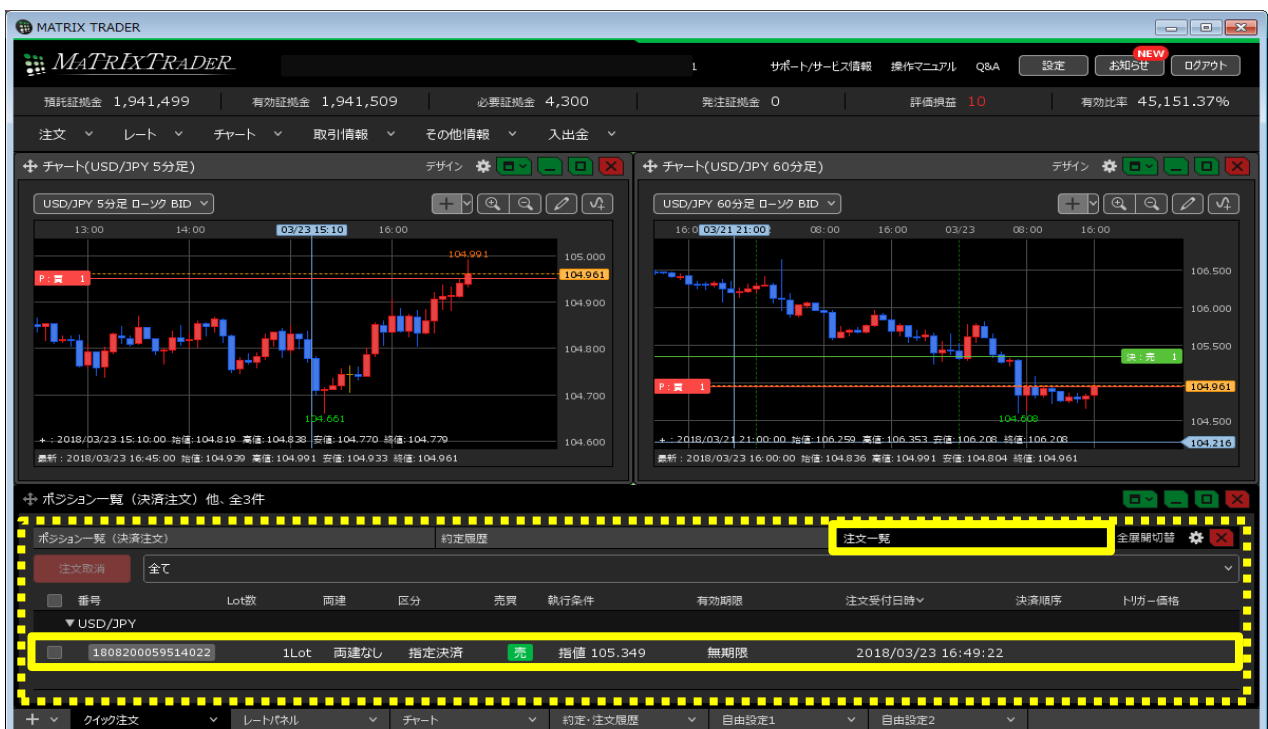 MATRIX TRADER
MATRIXTRADER 1 サポート/サービス情報 操作マニュアル Q&A 設定 お知らせ NEW ログアウト
預託証拠金 1,941,499 有効証拠金 1,941,509 必要証拠金 4,300 発注証拠金 0 評価損益 10 有効比率 45,151.37%
注文 レート チャート 取引情報 その他情報 入出金
チャート(USD/JPY 5分足) デザイン
USD/JPY 5分足 ローソク BID
13:00 14:00 03/23 15:10 16:00
104.991
105.000
P:買 1
104.961
104.900
104.800
104.700
104.661
104.600
+ : 2018/03/23 15:10:00 始値:104.819 高値:104.838 安値:104.770 終値:104.779
最新 : 2018/03/23 16:45:00 始値:104.939 高値:104.991 安値:104.933 終値:104.961
チャート(USD/JPY 60分足) デザイン
USD/JPY 60分足 ローソク BID
16:0 03/21 21:00 08:00 16:00 03/23 08:00 16:00
106.500
106.000
105.500
決:売 1
P:買 1
104.961
104.608
104.500
104.216
+ : 2018/03/21 21:00:00 始値:106.259 高値:106.353 安値:106.208 終値:106.208
最新 : 2018/03/23 16:00:00 始値:104.836 高値:104.991 安値:104.804 終値:104.961
ポジション一覧（決済注文）他、全3件
ポジション一覧（決済注文） 約定履歴 注文一覧 全展開切替
注文取消 全て
番号 Lot数 両建 区分 売買 執行条件 有効期限 注文受付日時 決済順序 トリガー価格
▼USD/JPY
1808200059514022 1Lot 両建なし 指定決済 売 指値 105.349 無期限 2018/03/23 16:49:22
+ クイック注文 レートパネル チャート 約定・注文履歴 自由設定1 自由設定2